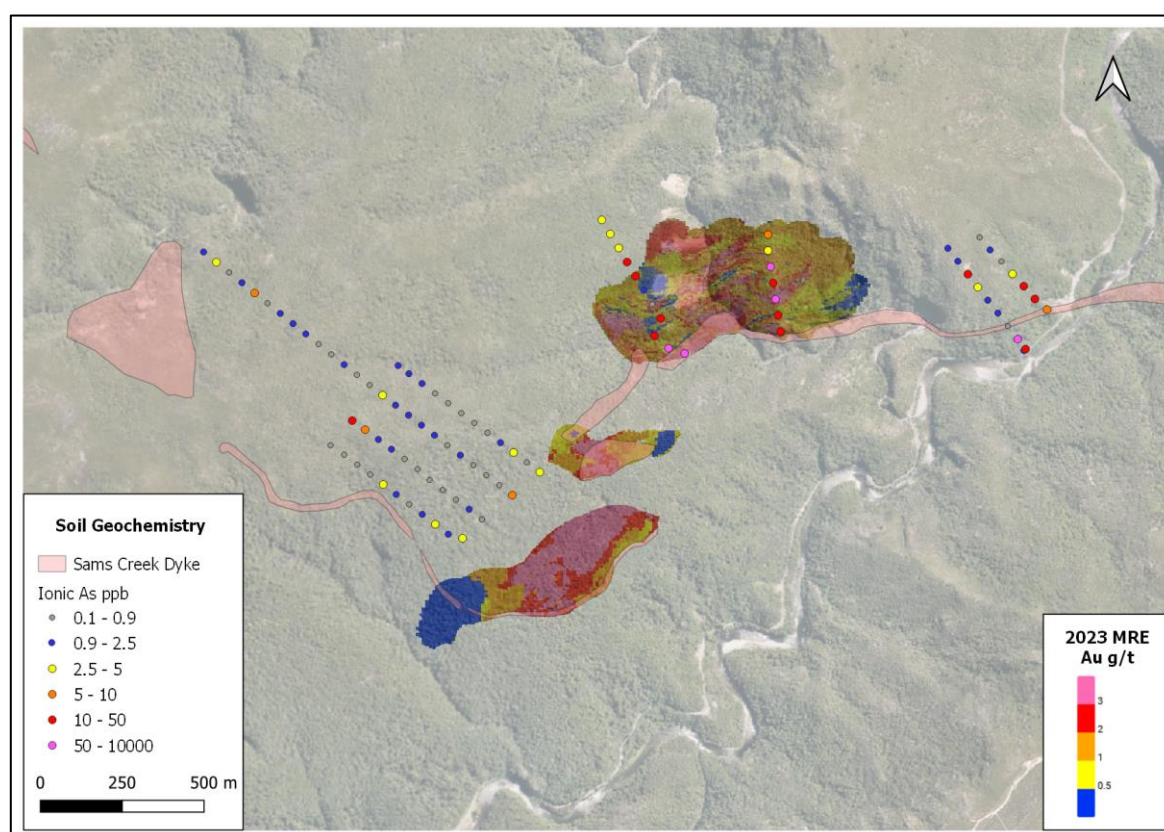 Soil Geochemistry
Sams Creek Dyke
Ionic As ppb
0.1 - 0.9
0.9 - 2.5
2.5 - 5
5 - 10
10 - 50
50 - 10000
0 250 500 m
2023 MRE
Au g/t
3
2
1
0.5